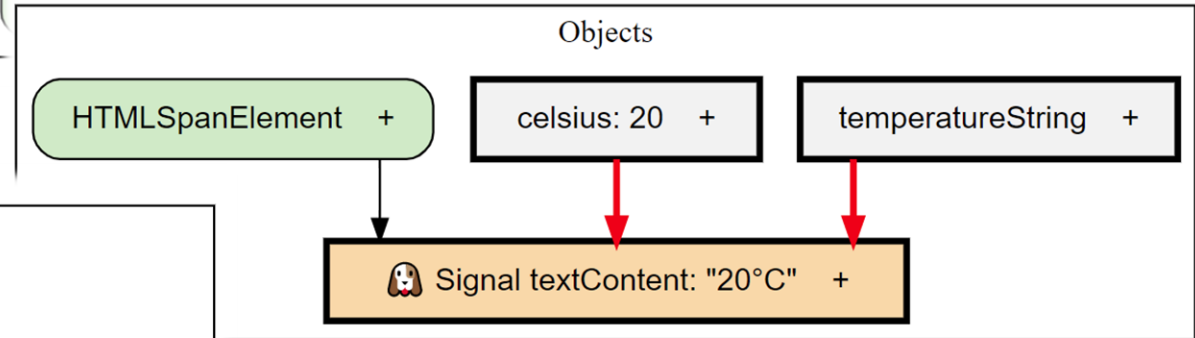 Objects
HTMLSpanElement +
celsius: 20 +
temperatureString +
Signal textContent: "20°C" +